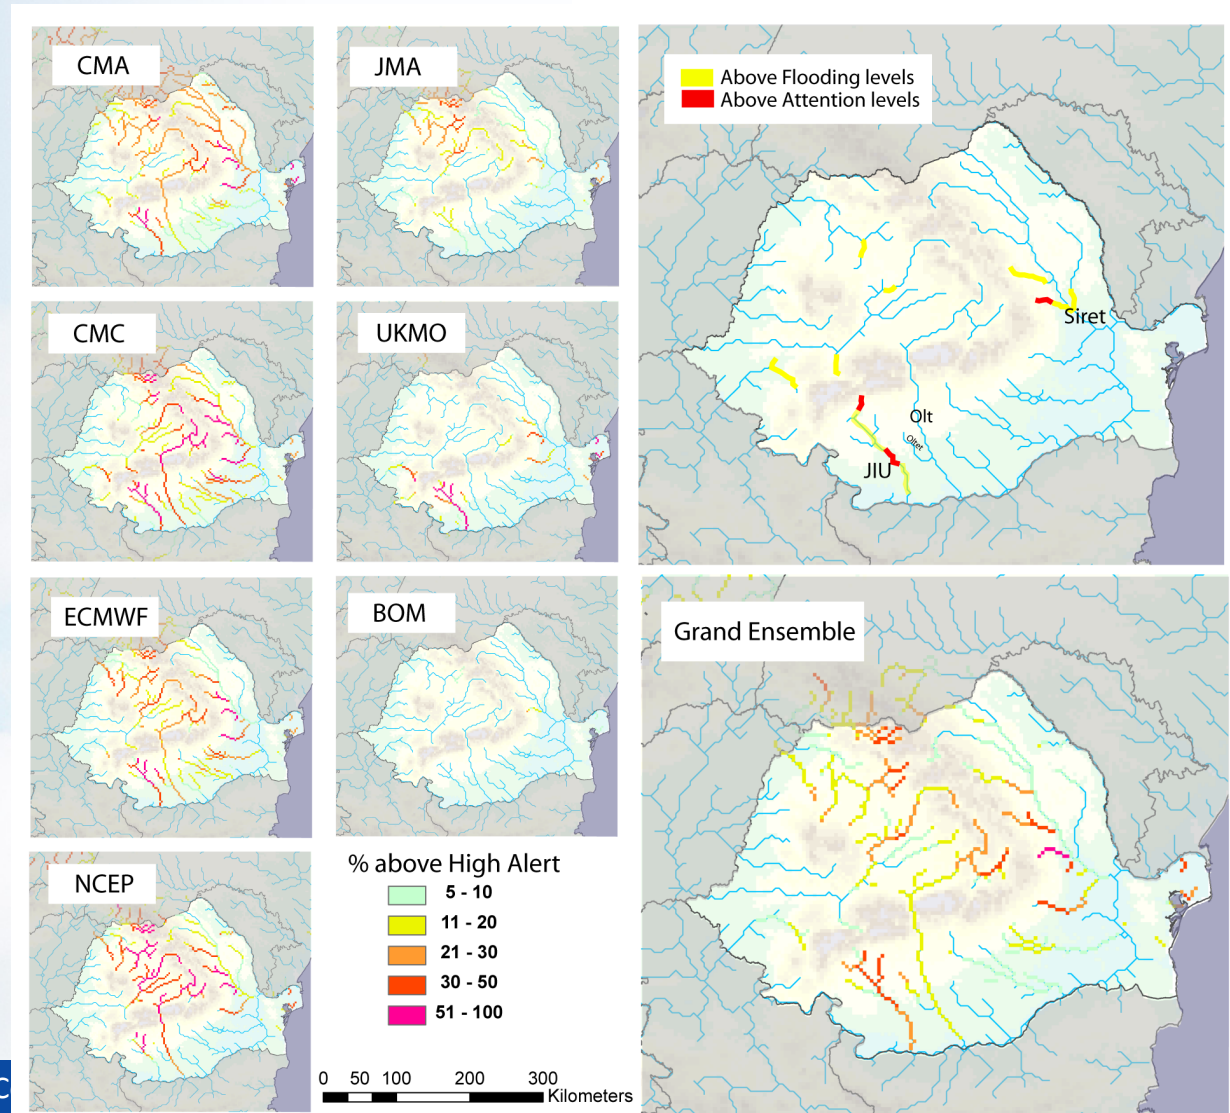 CMA
JMA
Above Flooding levels
Above Attention levels
Siret
Olt
Oltet
JIU
CMC
UKMO
ECMWF
BOM
Grand Ensemble
NCEP
% above High Alert
5 - 10
11 - 20
21 - 30
30 - 50
51 - 100
0 50 100 200 300
Kilometers